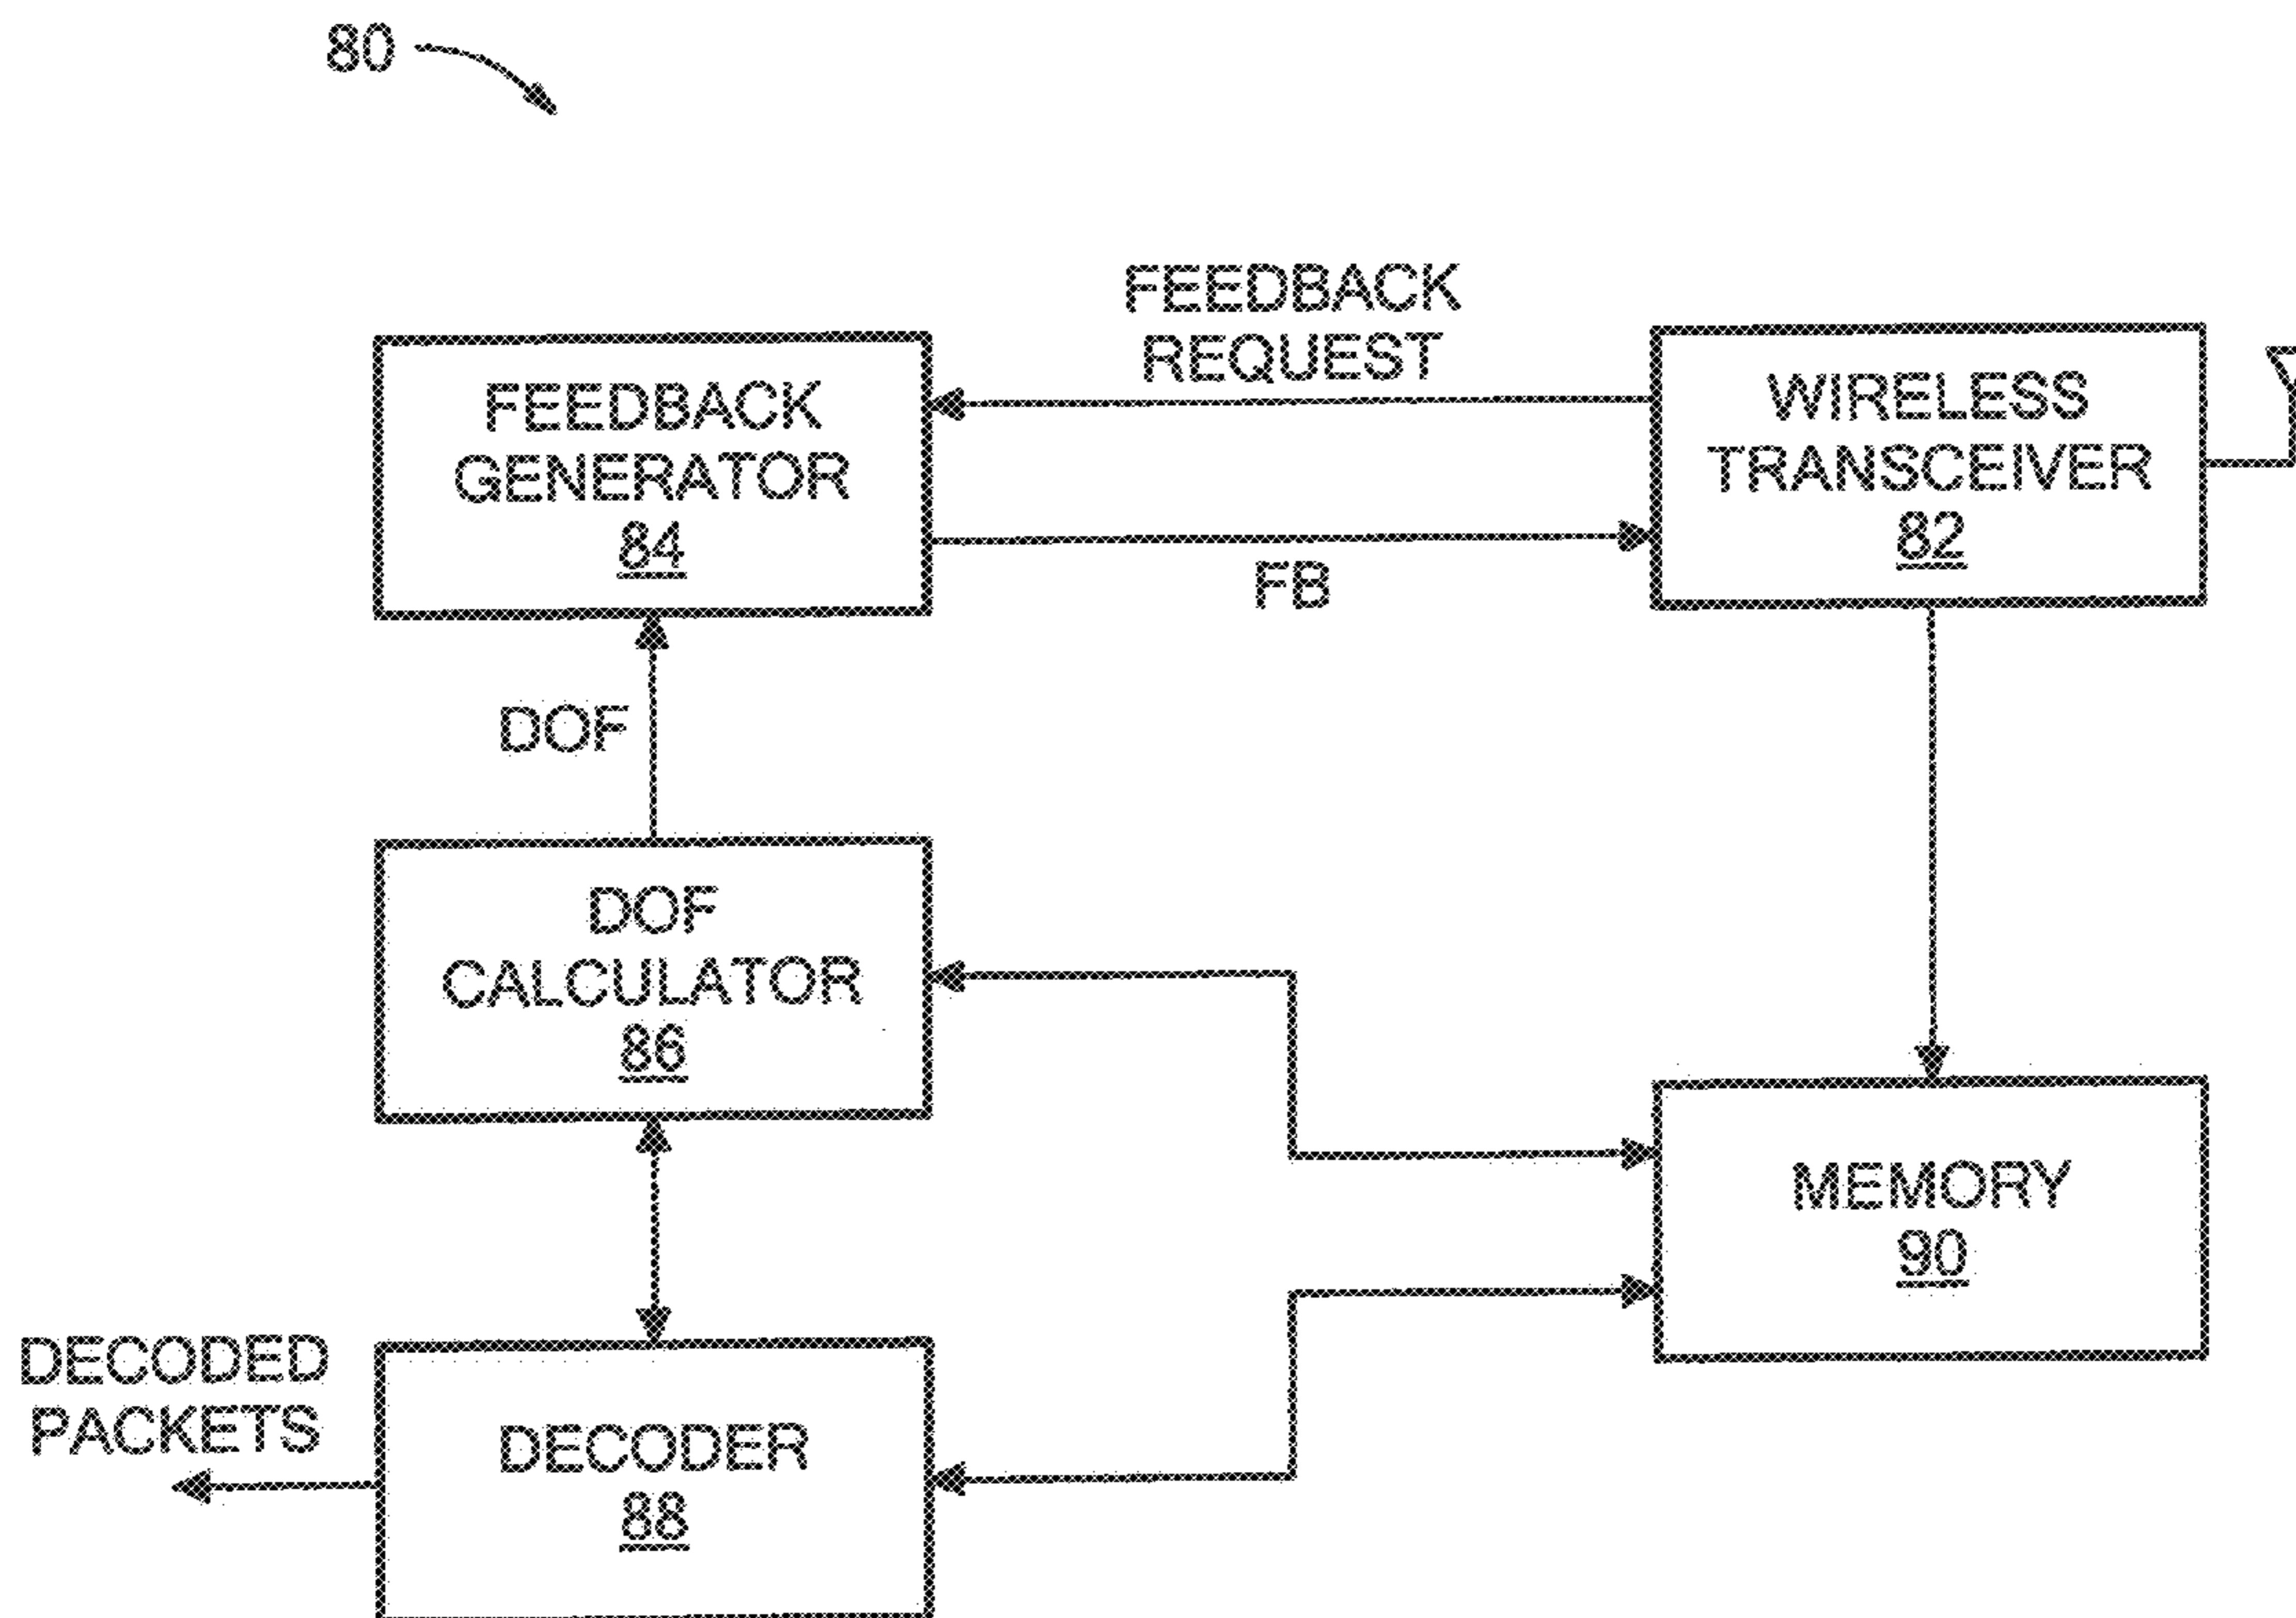 80
FEEDBACK
REQUEST
FEEDBACK
GENERATOR
84
WIRELESS
TRANSCEIVER
82
FB
DOF
DOF
CALCULATOR
86
MEMORY
90
DECODED
PACKETS
DECODER
88